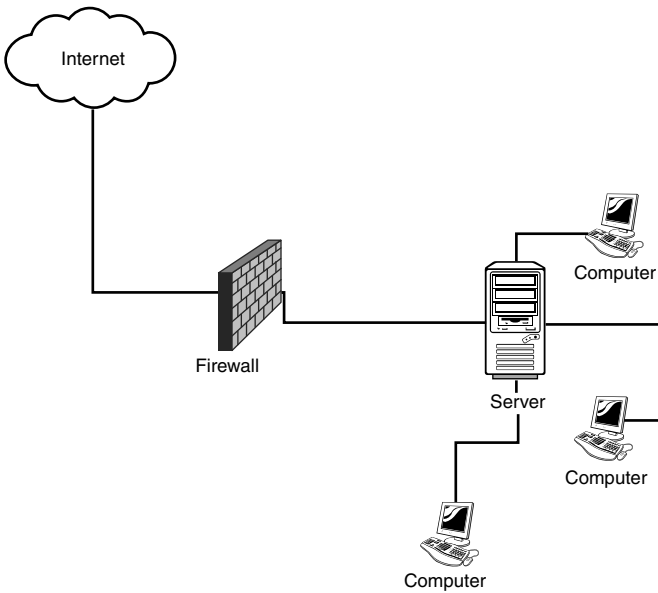 Internet
Computer
Firewall
Server
Computer
Computer